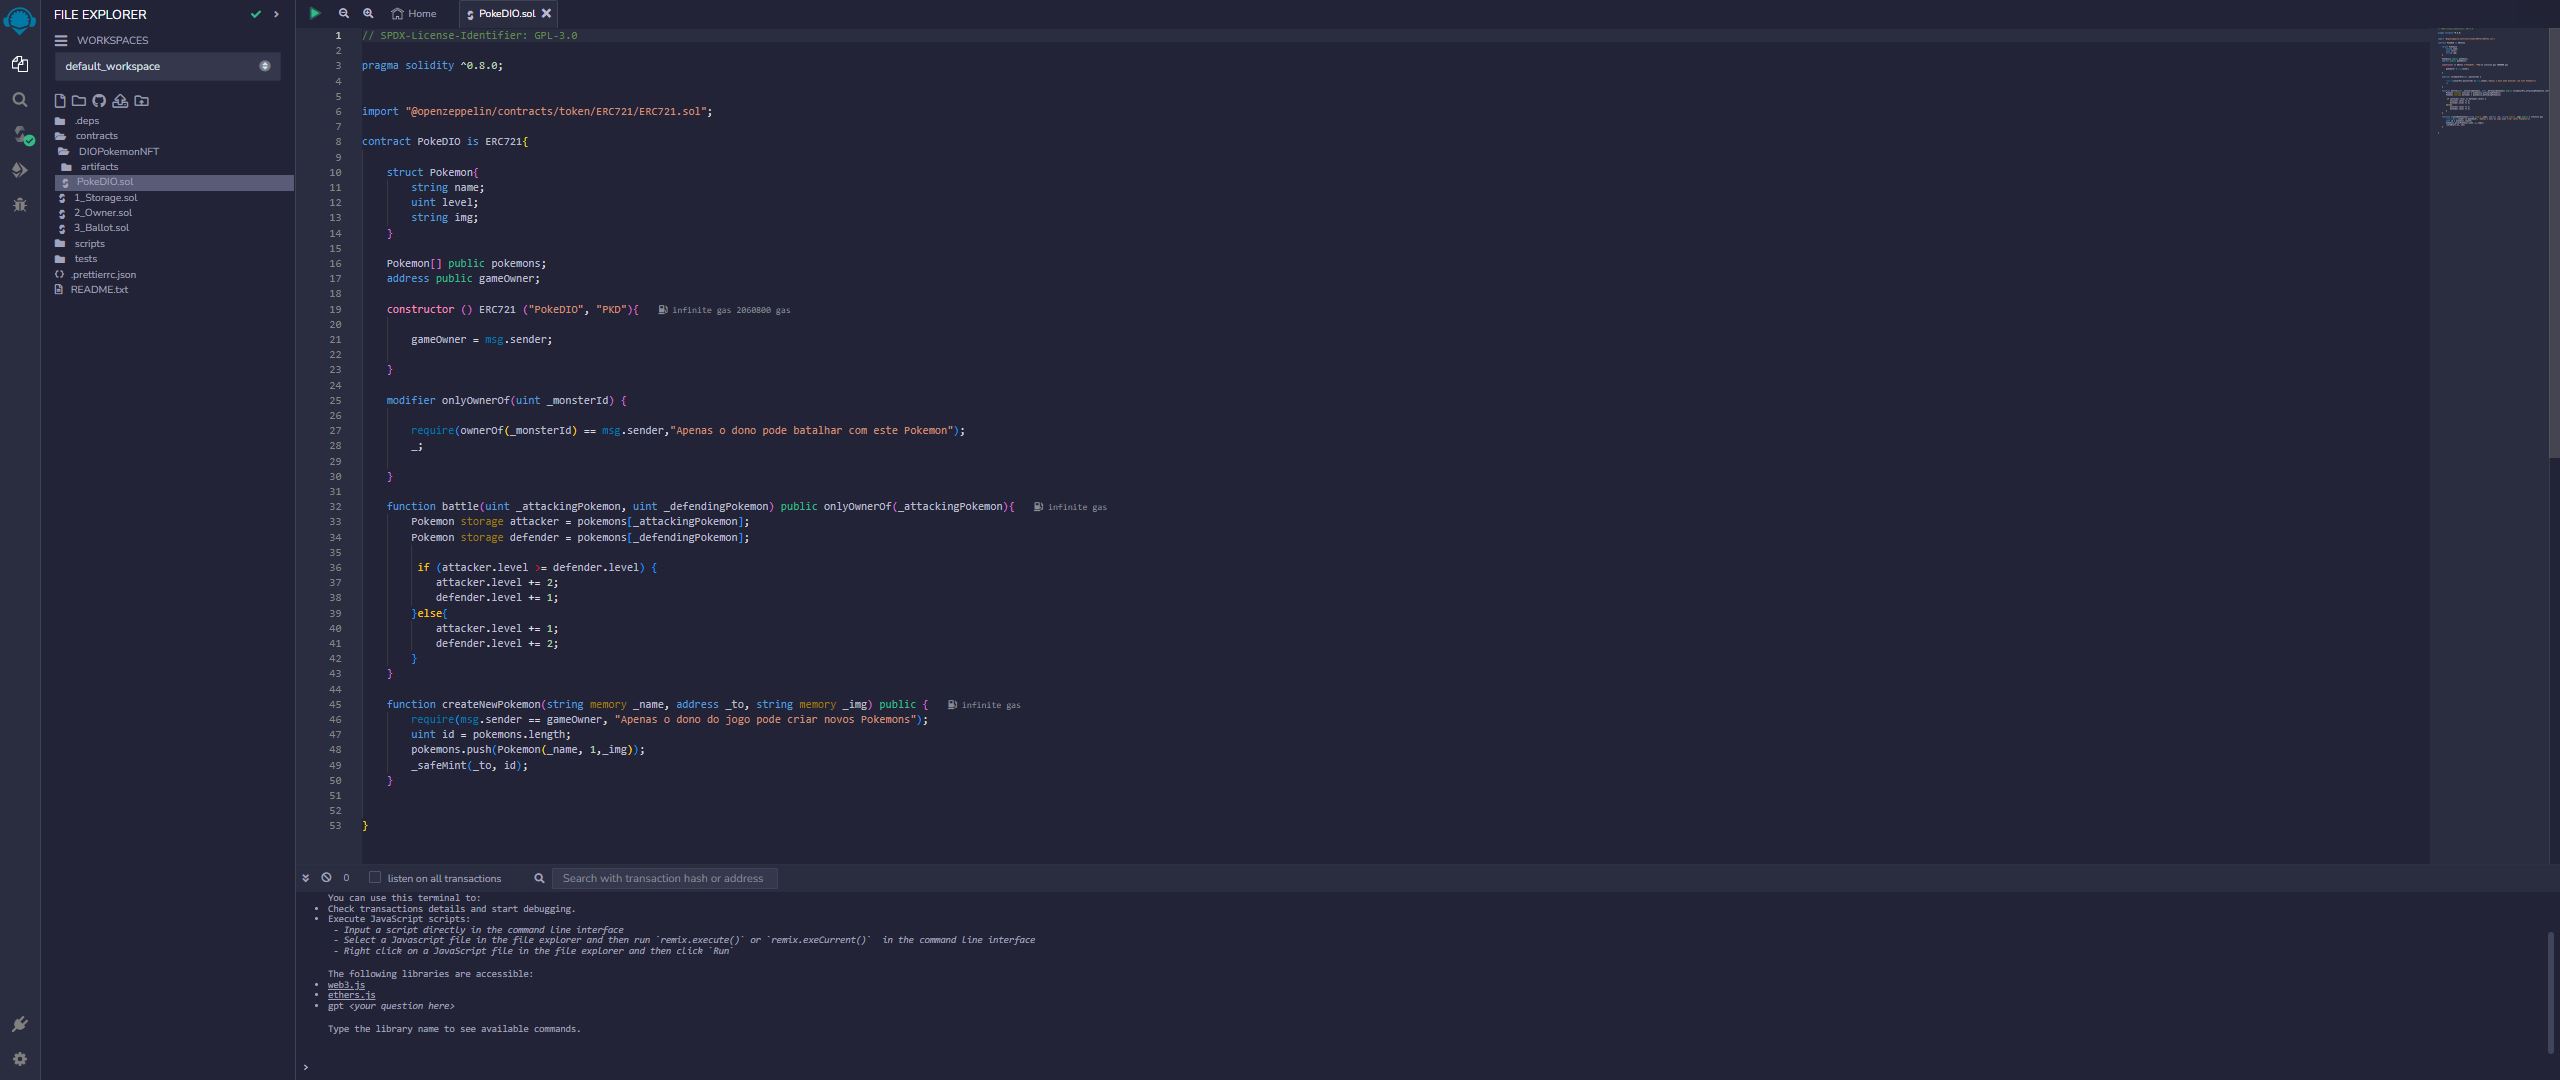 FILE EXPLORER
WORKSPACES
default_workspace
.deps
contracts
DIOPokemonNFT
artifacts
PokeDIO.sol
1_Storage.sol
2_Owner.sol
3_Ballot.sol
scripts
tests
.prettierrc.json
README.txt
Home
PokeDIO.sol
1 // SPDX-License-Identifier: GPL-3.0
2
3 pragma solidity ^0.8.0;
4
5
6 import "@openzeppelin/contracts/token/ERC721/ERC721.sol";
7
8 contract PokeDIO is ERC721{
9
10 struct Pokemon{
11 string name;
12 uint level;
13 string img;
14 }
15
16 Pokemon[] public pokemons;
17 address public gameOwner;
18
19 constructor () ERC721 ("PokeDIO", "PKD"){ infinite gas 2060800 gas
20
21 gameOwner = msg.sender;
22
23 }
24
25 modifier onlyOwnerOf(uint _monsterId) {
26
27 require(ownerOf(_monsterId) == msg.sender,"Apenas o dono pode batalhar com este Pokemon");
28 _;
29
30 }
31
32 function battle(uint _attackingPokemon, uint _defendingPokemon) public onlyOwnerOf(_attackingPokemon){ infinite gas
33 Pokemon storage attacker = pokemons[_attackingPokemon];
34 Pokemon storage defender = pokemons[_defendingPokemon];
35
36 if (attacker.level >= defender.level) {
37 attacker.level += 2;
38 defender.level += 1;
39 }else{
40 attacker.level += 1;
41 defender.level += 2;
42 }
43 }
44
45 function createNewPokemon(string memory _name, address _to, string memory _img) public { infinite gas
46 require(msg.sender == gameOwner, "Apenas o dono do jogo pode criar novos Pokemons");
47 uint id = pokemons.length;
48 pokemons.push(Pokemon(_name, 1,_img));
49 _safeMint(_to, id);
50 }
51
52
53 }
0 listen on all transactions Search with transaction hash or address
You can use this terminal to:
• Check transactions details and start debugging.
• Execute JavaScript scripts:
- Input a script directly in the command line interface
- Select a Javascript file in the file explorer and then run `remix.execute()` or `remix.exeCurrent()` in the command line interface
- Right click on a JavaScript file in the file explorer and then click `Run`
The following libraries are accessible:
• web3.js
• ethers.js
• gpt <your question here>
Type the library name to see available commands.
>